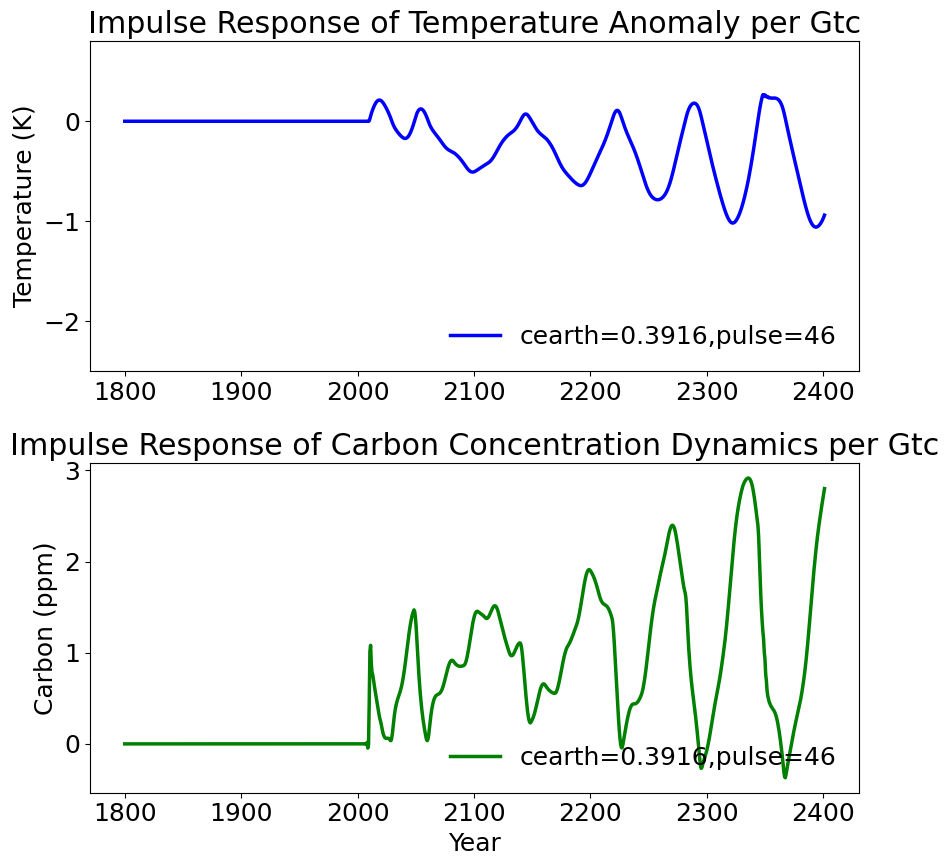 Impulse Response of Temperature Anomaly per Gtc
Temperature (K)
0
−1
−2
cearth=0.3916,pulse=46
1800 1900 2000 2100 2200 2300 2400
Impulse Response of Carbon Concentration Dynamics per Gtc
Carbon (ppm)
3
2
1
0
cearth=0.3916,pulse=46
1800 1900 2000 2100 2200 2300 2400
Year